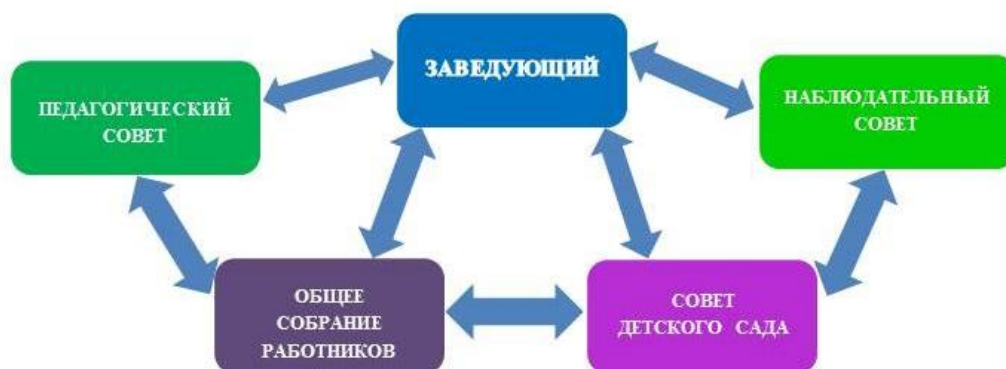 ЗАВЕДУЮЩИЙ
ПЕДАГОГИЧЕСКИЙ
СОВЕТ
НАБЛЮДАТЕЛЬНЫЙ
СОВЕТ
ОБЩЕЕ
СОБРАНИЕ
РАБОТНИКОВ
СОВЕТ
ДЕТСКОГО САДА